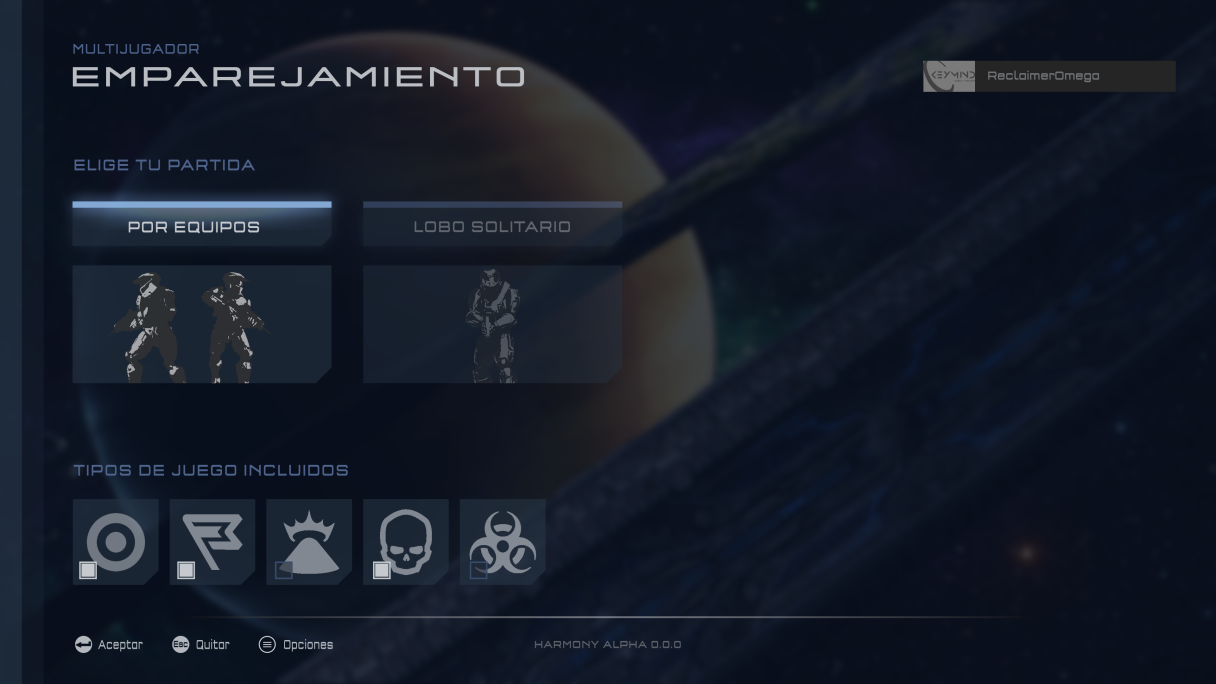 MULTIJUGADOR
EMPAREJAMIENTO
KEYMIND
ReclaimerOmega
ELIGE TU PARTIDA
POR EQUIPOS
LOBO SOLITARIO
TIPOS DE JUEGO INCLUIDOS
Aceptar
Esc
Quitar
Opciones
HARMONY ALPHA 0.0.0